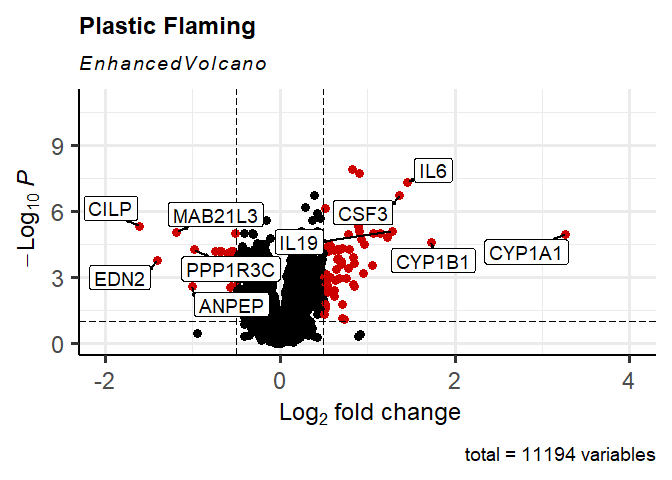 Plastic Flaming
EnhancedVolcano
−Log₁₀ P
9
6
3
0
CILP
MAB21L3
EDN2
PPP1R3C
ANPEP
IL19
CSF3
IL6
CYP1B1
CYP1A1
-2
0
2
4
Log₂ fold change
total = 11194 variables